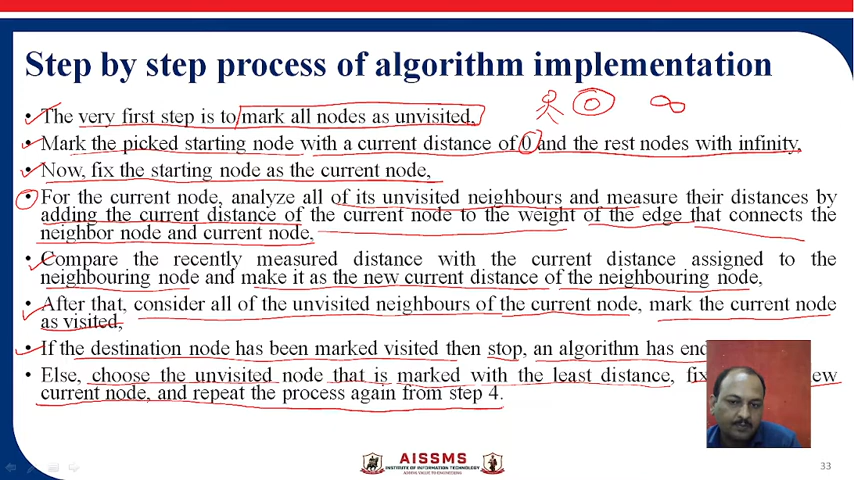 Step by step process of algorithm implementation
• The very first step is to mark all nodes as unvisited,
• Mark the picked starting node with a current distance of 0 and the rest nodes with infinity,
• Now, fix the starting node as the current node,
• For the current node, analyze all of its unvisited neighbours and measure their distances by
adding the current distance of the current node to the weight of the edge that connects the
neighbor node and current node,
• Compare the recently measured distance with the current distance assigned to the
neighbouring node and make it as the new current distance of the neighbouring node,
• After that, consider all of the unvisited neighbours of the current node, mark the current node
as visited,
• If the destination node has been marked visited then stop, an algorithm has
• Else, choose the unvisited node that is marked with the least distance,
current node, and repeat the process again from step 4.
0 ∞
AISSMS
INSTITUTE OF INFORMATION TECHNOLOGY
ADDING VALUE TO ENGINEERING
33